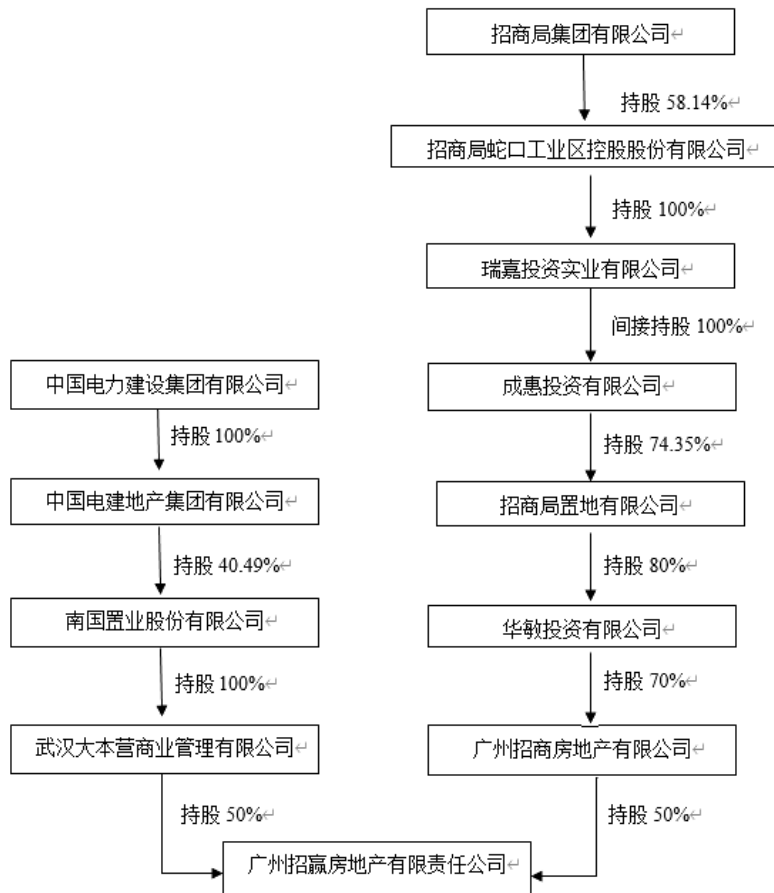 招商局集团有限公司↵
持股 58.14%↵
招商局蛇口工业区控股股份有限公司↵
持股 100%↵
瑞嘉投资实业有限公司↵
间接持股 100%↵
中国电力建设集团有限公司↵
成惠投资有限公司↵
持股 100%↵
持股 74.35%↵
中国电建地产集团有限公司↵
招商局置地有限公司↵
持股 40.49%↵
持股 80%↵
南国置业股份有限公司↵
华敏投资有限公司↵
持股 100%↵
持股 70%↵
武汉大本营商业管理有限公司↵
广州招商房地产有限公司↵
持股 50%↵
持股 50%↵
广州招赢房地产有限责任公司↵